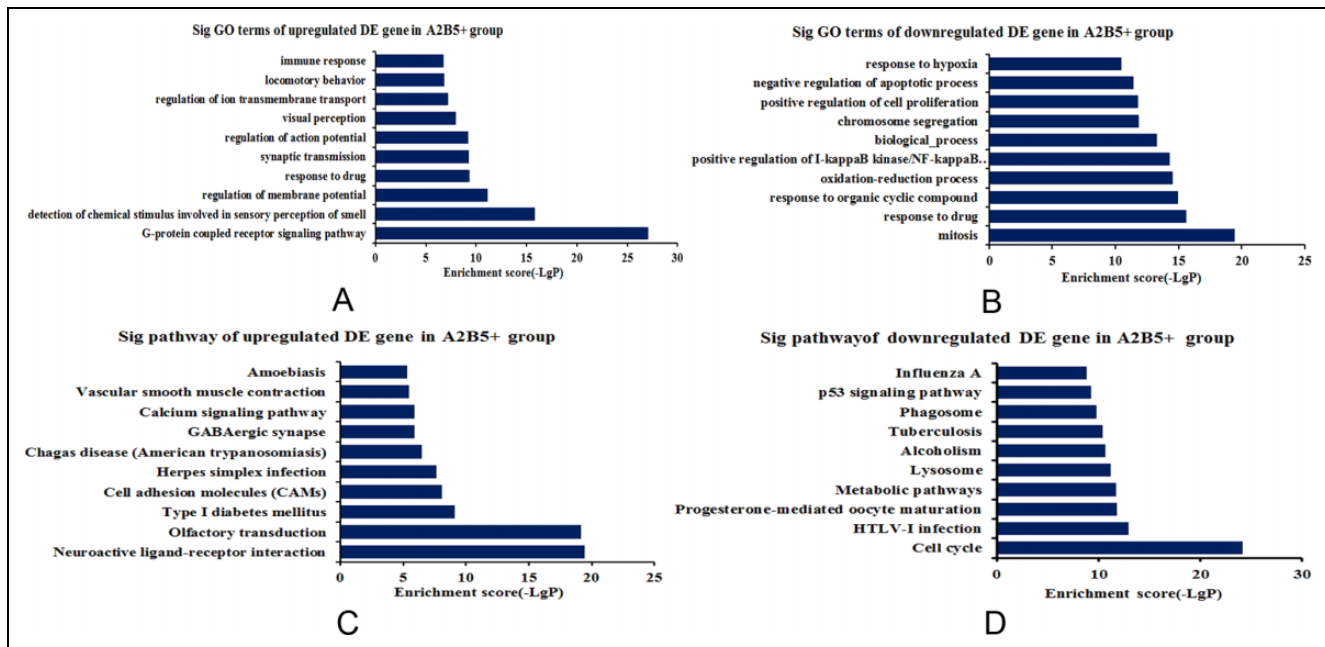 Sig GO terms of upregulated DE gene in A2B5+ group
immune response
locomotory behavior
regulation of ion transmembrane transport
visual perception
regulation of action potential
synaptic transmission
response to drug
regulation of membrane potential
detection of chemical stimulus involved in sensory perception of smell
G-protein coupled receptor signaling pathway
0 5 10 15 20 25 30
Enrichment score(-LgP)
A
Sig GO terms of downregulated DE gene in A2B5+ group
response to hypoxia
negative regulation of apoptotic process
positive regulation of cell proliferation
chromosome segregation
biological_process
positive regulation of I-kappaB kinase/NF-kappaB..
oxidation-reduction process
response to organic cyclic compound
response to drug
mitosis
0 5 10 15 20 25
Enrichment score(-LgP)
B
Sig pathway of upregulated DE gene in A2B5+ group
Amoebiasis
Vascular smooth muscle contraction
Calcium signaling pathway
GABAergic synapse
Chagas disease (American trypanosomiasis)
Herpes simplex infection
Cell adhesion molecules (CAMs)
Type I diabetes mellitus
Olfactory transduction
Neuroactive ligand-receptor interaction
0 5 10 15 20 25
Enrichment score(-LgP)
C
Sig pathwayof downregulated DE gene in A2B5+ group
Influenza A
p53 signaling pathway
Phagosome
Tuberculosis
Alcoholism
Lysosome
Metabolic pathways
Progesterone-mediated oocyte maturation
HTLV-I infection
Cell cycle
0 10 20 30
Enrichment score(-LgP)
D